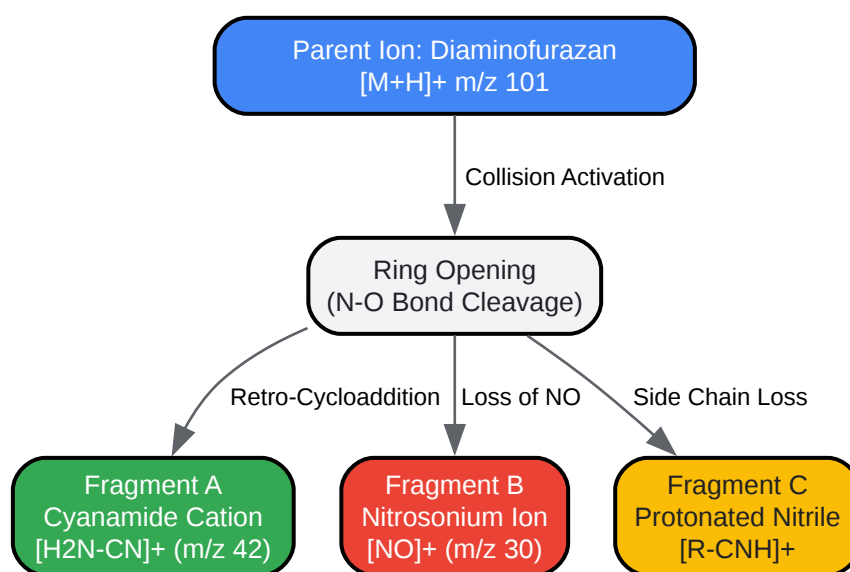 Parent Ion: Diaminofurazan
[M+H]+ m/z 101
Collision Activation
Ring Opening
(N-O Bond Cleavage)
Retro-Cycloaddition
Loss of NO
Side Chain Loss
Fragment A
Cyanamide Cation
[H2N-CN]+ (m/z 42)
Fragment B
Nitrosonium Ion
[NO]+ (m/z 30)
Fragment C
Protonated Nitrile
[R-CNH]+